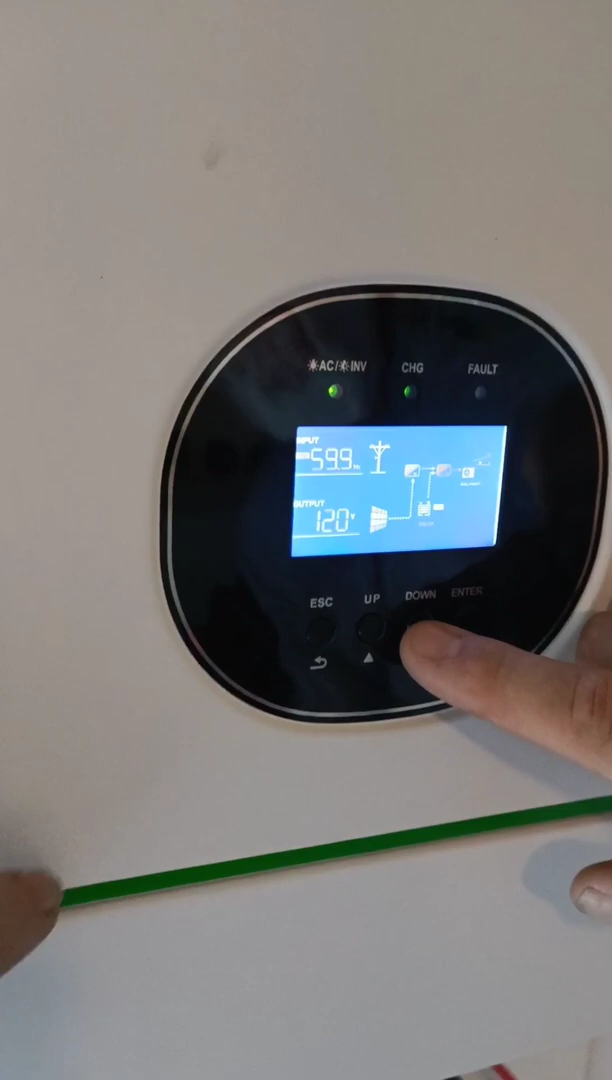 AC/ INV CHG FAULT
INPUT
59.9Hz
OUTPUT
120V
ESC UP DOWN ENTER